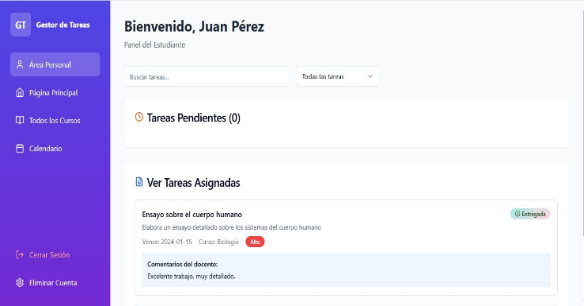 GT Gestor de Tareas
Área Personal
Página Principal
Todos los Cursos
Calendario
Cerrar Sesión
Eliminar Cuenta
Bienvenido, Juan Pérez
Panel del Estudiante
Buscar tareas...
Todas las tareas
Tareas Pendientes (0)
Ver Tareas Asignadas
Ensayo sobre el cuerpo humano
Entregada
Elabora un ensayo detallado sobre los sistemas del cuerpo humano
Vence: 2024-01-15 Curso: Biología Alta
Comentarios del docente:
Excelente trabajo, muy detallado.